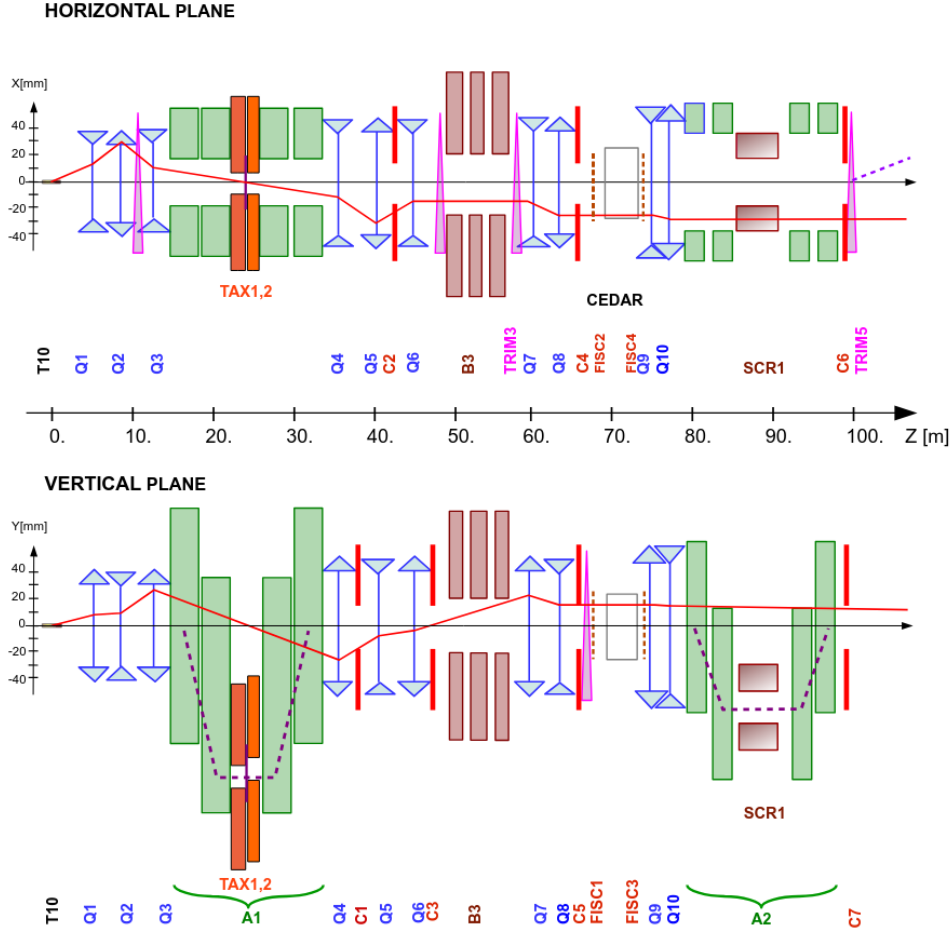 HORIZONTAL PLANE
X[mm]
40
20
0
-20
-40
TAX1,2
CEDAR
T10 Q1 Q2 Q3 Q4 Q5 C2 Q6 B3 TRIM3 Q7 Q8 C4 FISC2 FISC4 Q9 Q10 SCR1 C6 TRIM5
0. 10. 20. 30. 40. 50. 60. 70. 80. 90. 100. Z [m]
VERTICAL PLANE
Y[mm]
40
20
0
-20
-40
SCR1
TAX1,2
T10 Q1 Q2 Q3 A1 Q4 C1 Q5 Q6 C3 B3 Q7 Q8 C5 FISC1 FISC3 Q9 Q10 A2 C7